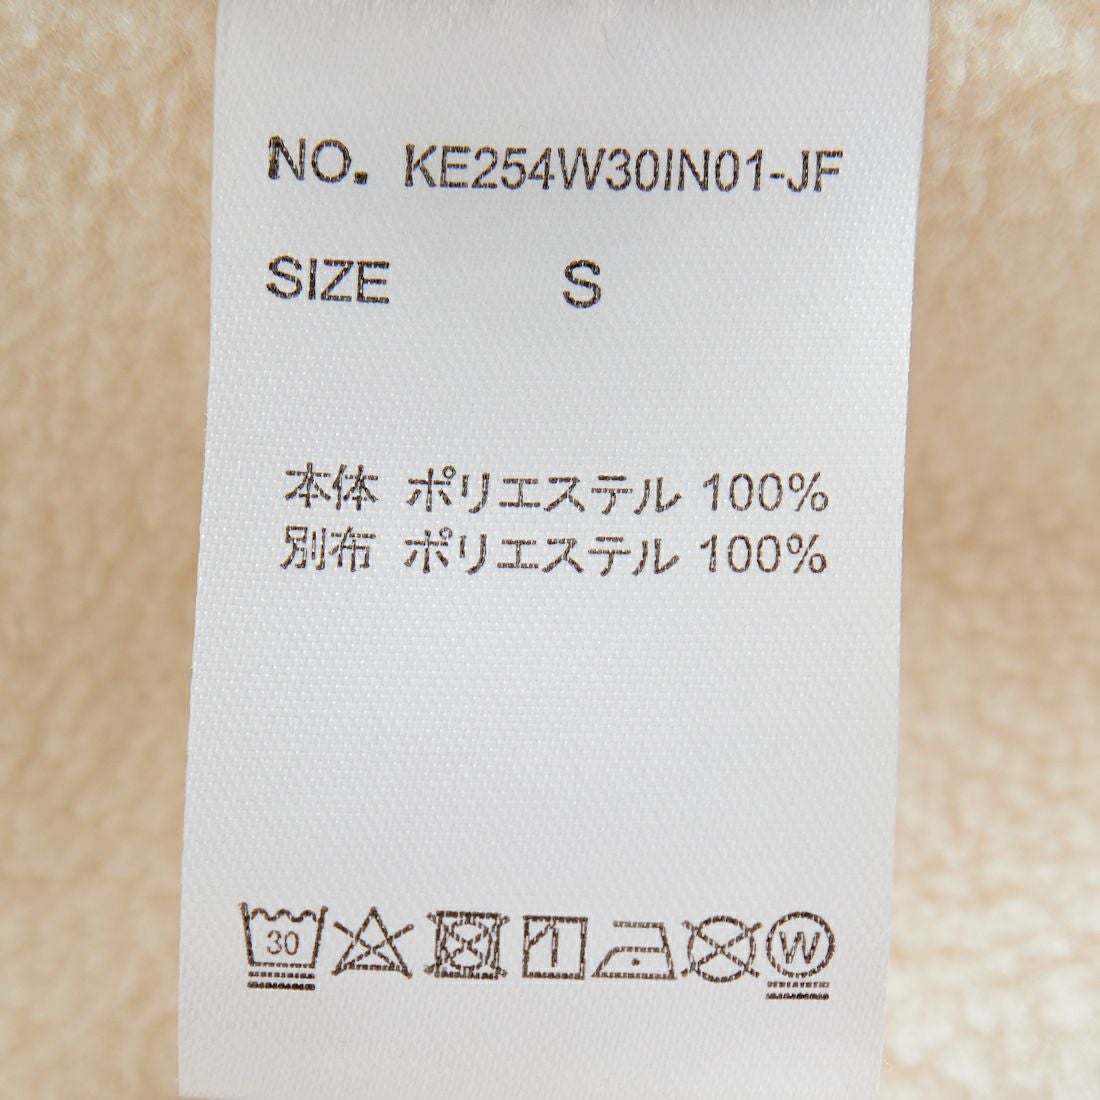 NO. KE254W30IN01-JF
SIZE S
本体 ポリエステル 100%
別布 ポリエステル 100%
30 W